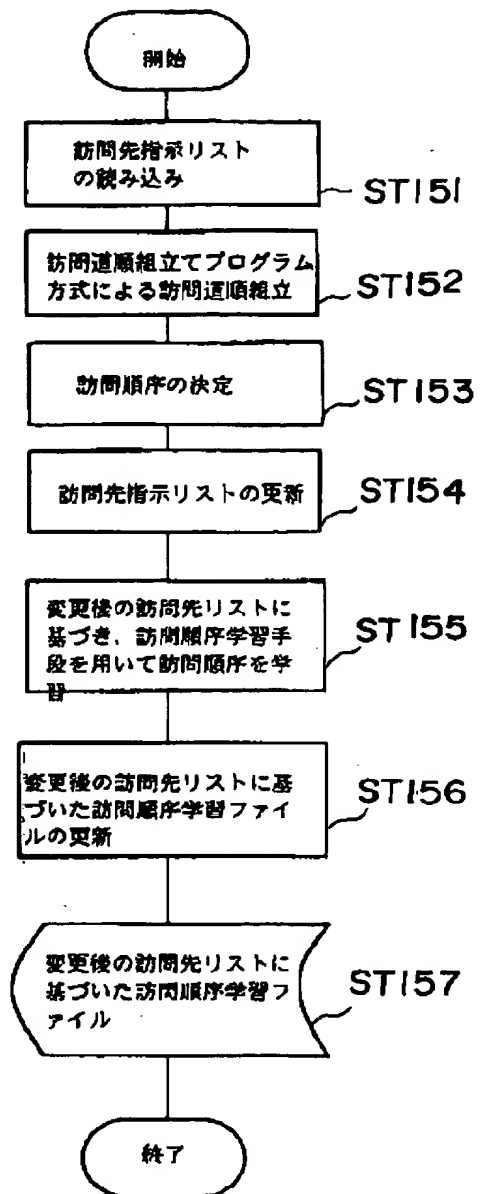 開始
訪問先指示リスト
の読み込み
ST151
訪問道順組立てプログラム
方式による訪問道順組立
ST152
訪問順序の決定
ST153
訪問先指示リストの更新
ST154
変更後の訪問先リストに
基づき、訪問順序学習手
段を用いて訪問順序を学
習
ST155
変更後の訪問先リストに基
づいた訪問順序学習ファイ
ルの更新
ST156
変更後の訪問先リストに
基づいた訪問順序学習フ
ァイル
ST157
終了